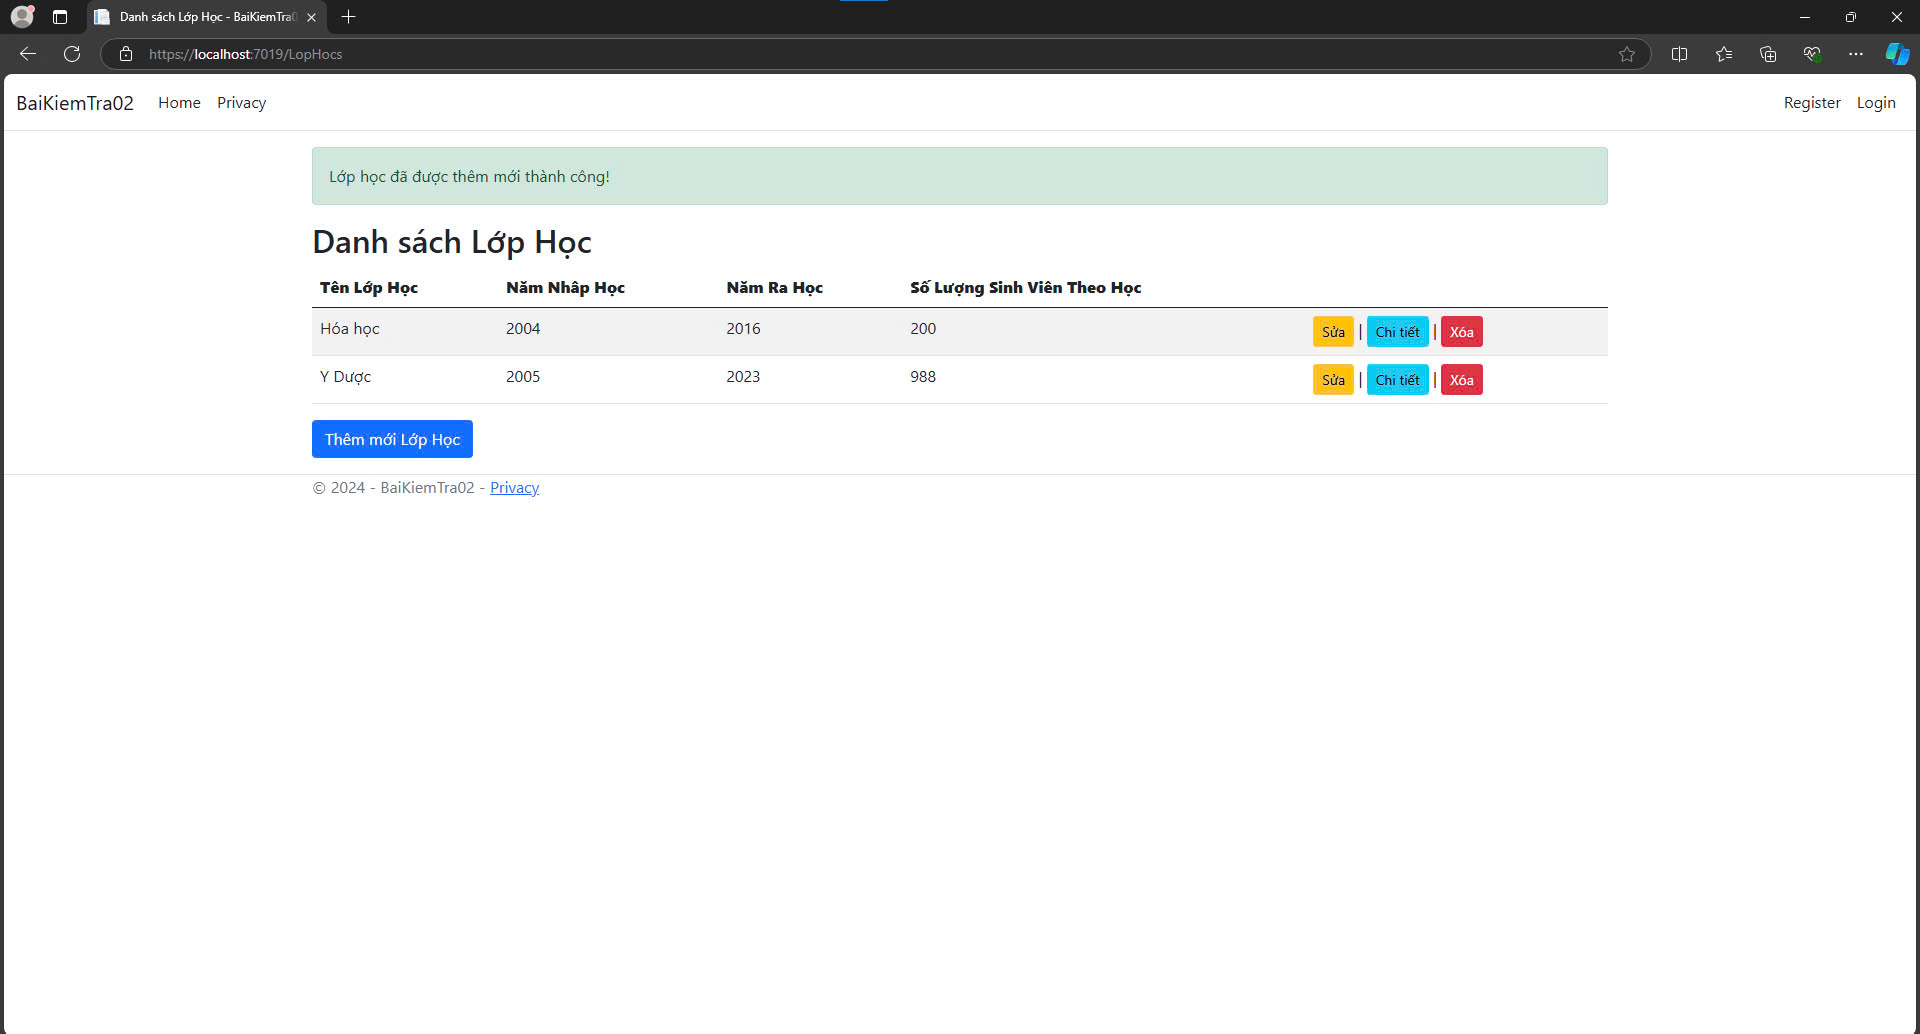 Danh sách Lớp Học - BaiKiemTra0
https://localhost:7019/LopHocs
BaiKiemTra02 Home Privacy Register Login
Lớp học đã được thêm mới thành công!
Danh sách Lớp Học
Tên Lớp Học Năm Nhâp Học Năm Ra Học Số Lượng Sinh Viên Theo Học
Hóa học 2004 2016 200 Sửa | Chi tiết | Xóa
Y Dược 2005 2023 988 Sửa | Chi tiết | Xóa
Thêm mới Lớp Học
© 2024 - BaiKiemTra02 - Privacy